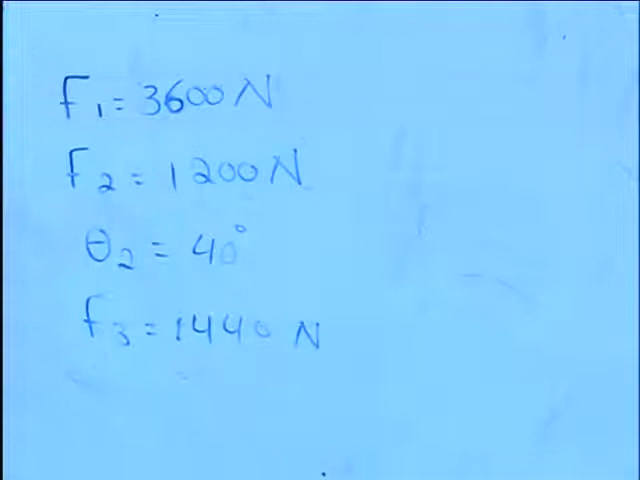 F1 = 3600 N
F2 = 1200 N
θ2 = 40°
f3 = 1440 N